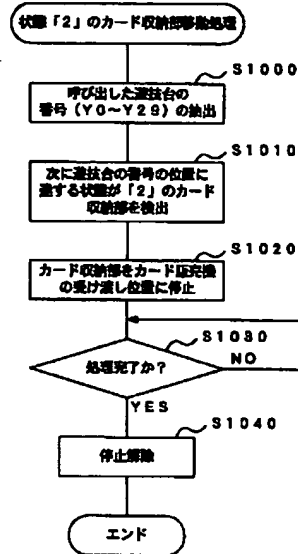 状態「2」のカード収納部移動処理
S1000
呼び出した遊技台の
番号(Y0〜Y29)の抽出
S1010
次に遊技台の番号の位置に
達する状態が「2」のカード
収納部を検出
S1020
カード収納部をカード販売機
の受け渡し位置に停止
S1030
処理完了か?
NO
YES
S1040
停止解除
エンド